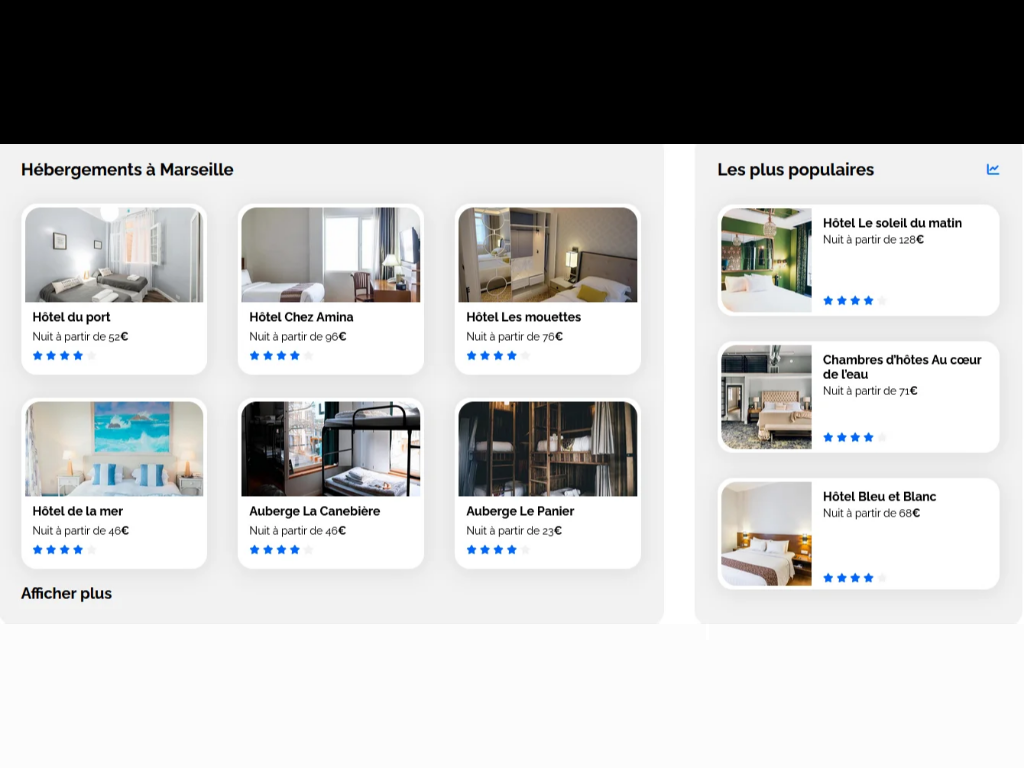 Hébergements à Marseille
Hôtel du port
Nuit à partir de 52€
Hôtel Chez Amina
Nuit à partir de 96€
Hôtel Les mouettes
Nuit à partir de 76€
Hôtel de la mer
Nuit à partir de 46€
Auberge La Canebière
Nuit à partir de 46€
Auberge Le Panier
Nuit à partir de 23€
Afficher plus
Les plus populaires
Hôtel Le soleil du matin
Nuit à partir de 128€
Chambres d'hôtes Au cœur
de l'eau
Nuit à partir de 71€
Hôtel Bleu et Blanc
Nuit à partir de 68€